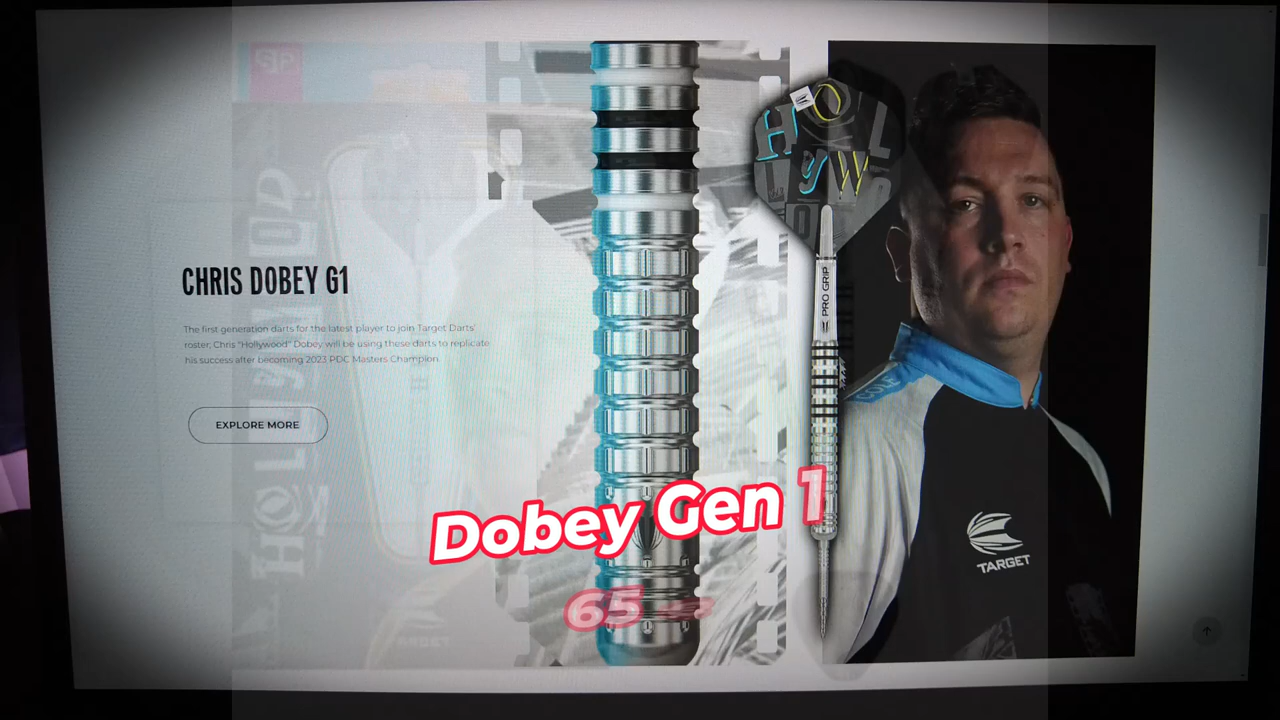 CHRIS DOBEY G1
The first generation darts for the latest player to join Target Darts'
roster, Chris "Hollywood" Dobey will be using these darts to replicate
his success after becoming 2023 PDC Masters Champion.
EXPLORE MORE
HOLLYWOOD
HOLYW
PRO GRIP
TARGET
Dobey Gen 1
65